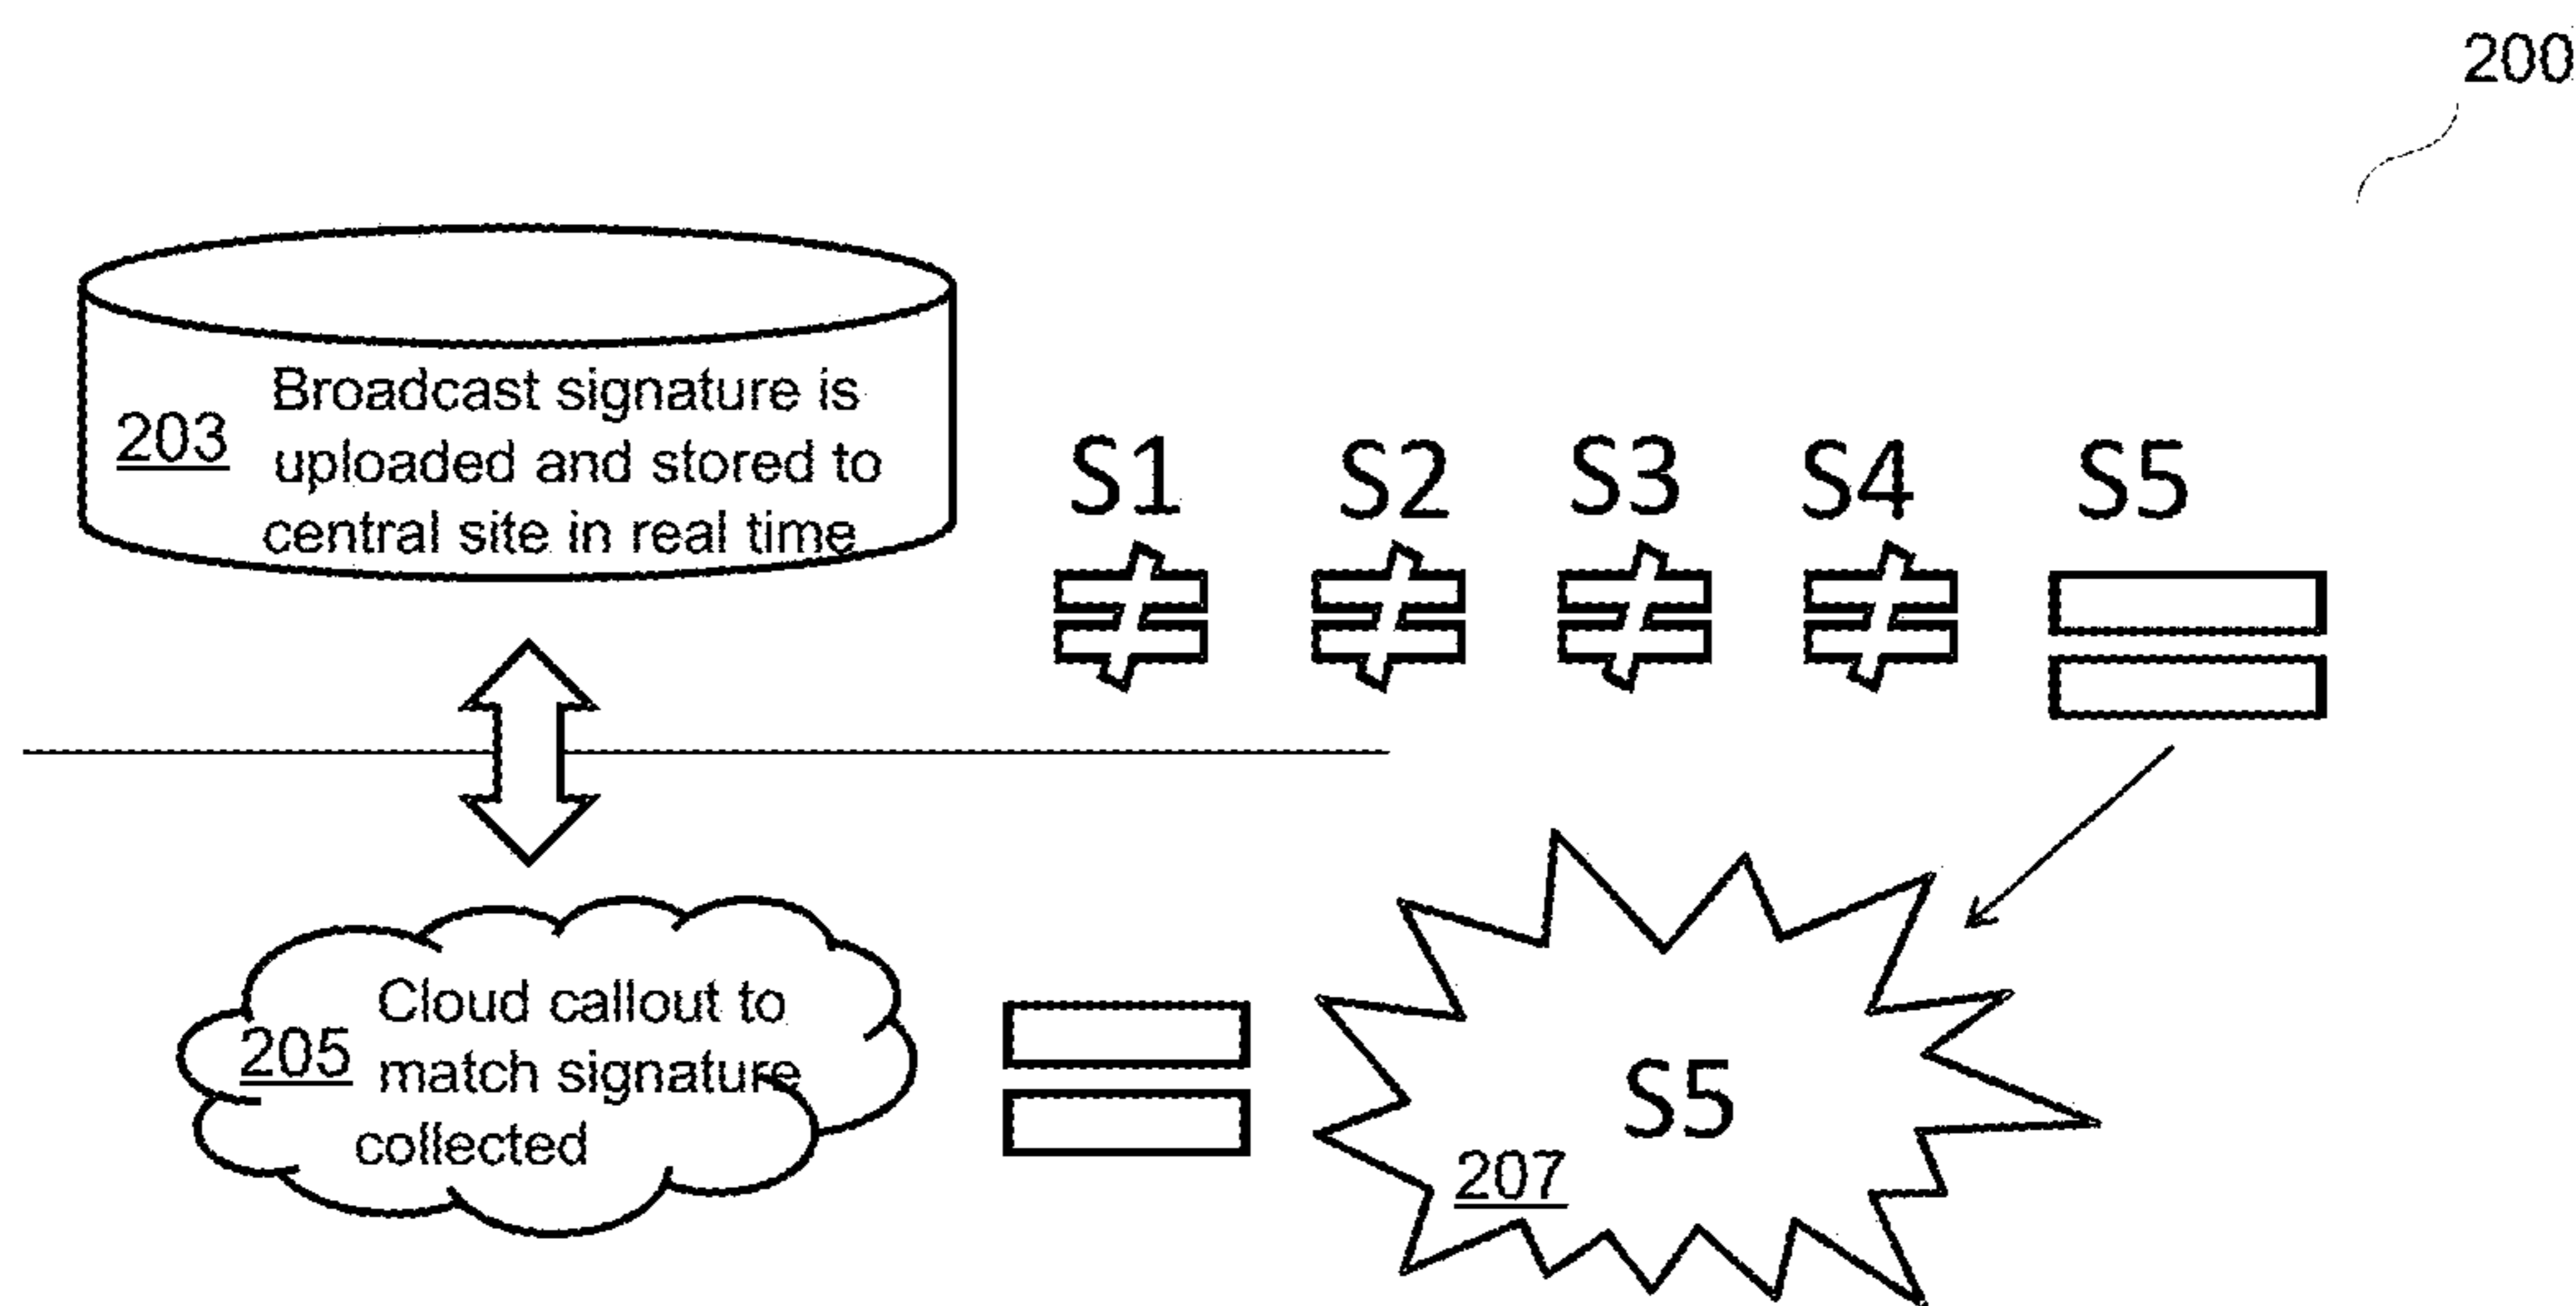 200
Broadcast signature is
203 uploaded and stored to
central site in real time
S1 S2 S3 S4 S5
Cloud callout to
205 match signature
collected
S5
207